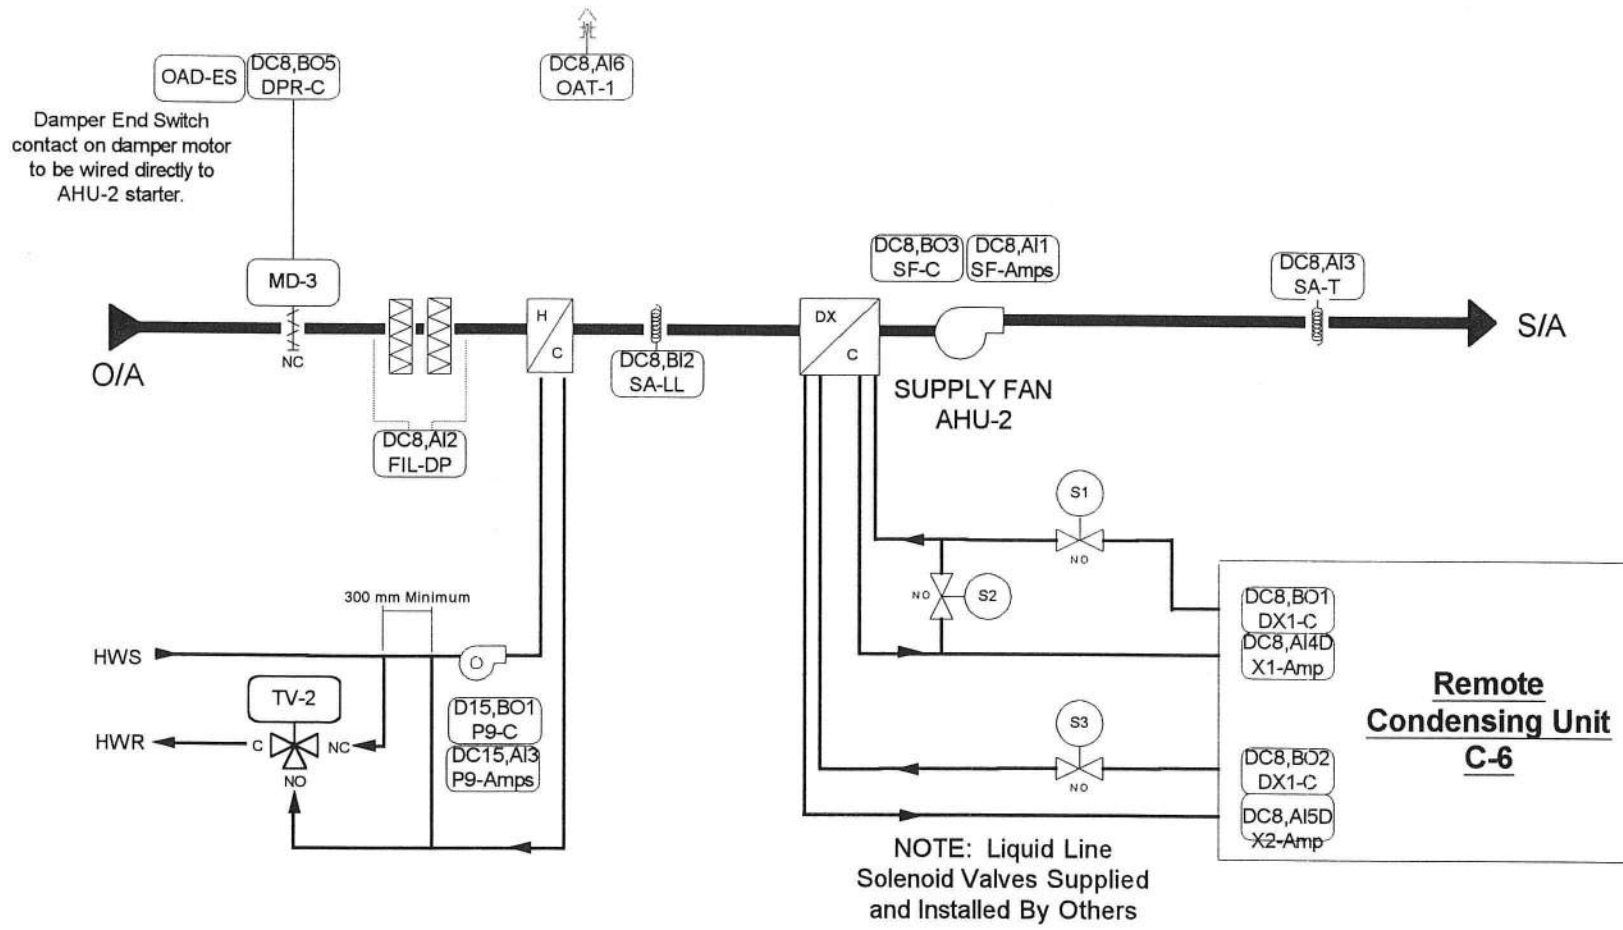 OAD-ES
DC8,BO5
DPR-C
DC8,AI6
OAT-1
Damper End Switch
contact on damper motor
to be wired directly to
AHU-2 starter.
MD-3
NC
O/A
DC8,AI2
FIL-DP
H
C
DC8,BI2
SA-LL
DX
C
DC8,BO3
SF-C
DC8,AI1
SF-Amps
SUPPLY FAN
AHU-2
DC8,AI3
SA-T
S/A
S1
NO
NO
S2
300 mm Minimum
HWS
TV-2
HWR
C
NC
NO
D15,BO1
P9-C
DC15,AI3
P9-Amps
S3
NO
DC8,BO1
DX1-C
DC8,AI4D
X1-Amp
DC8,BO2
DX1-C
DC8,AI5D
X2-Amp
Remote
Condensing Unit
C-6
NOTE: Liquid Line
Solenoid Valves Supplied
and Installed By Others